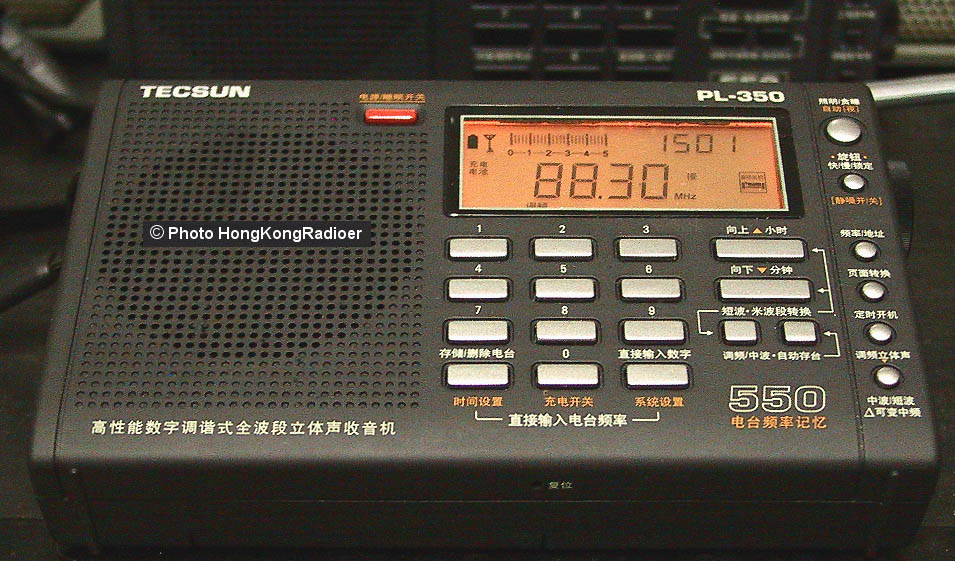 TECSUN
电源/睡眠开关
PL-350
照明/贪睡
自动[夜]
0-1-2-3-4-5
1501
充电
电池
88.30
MHz
旋钮
快/慢/锁定
[静噪开/关]
© Photo HongKongRadioer
1 2 3
向上▲小时
频率/地址
4 5 6
向下▼分钟
页面转换
7 8 9
短波·米波段转换
定时开机
存储/删除电台 0 直接输入数字
调频/中波·自动存台
调频立体声
时间设置 充电开关 系统设置
550
中波/短波
△可变中频
直接输入电台频率
电台频率记忆
高性能数字调谐式全波段立体声收音机
复位